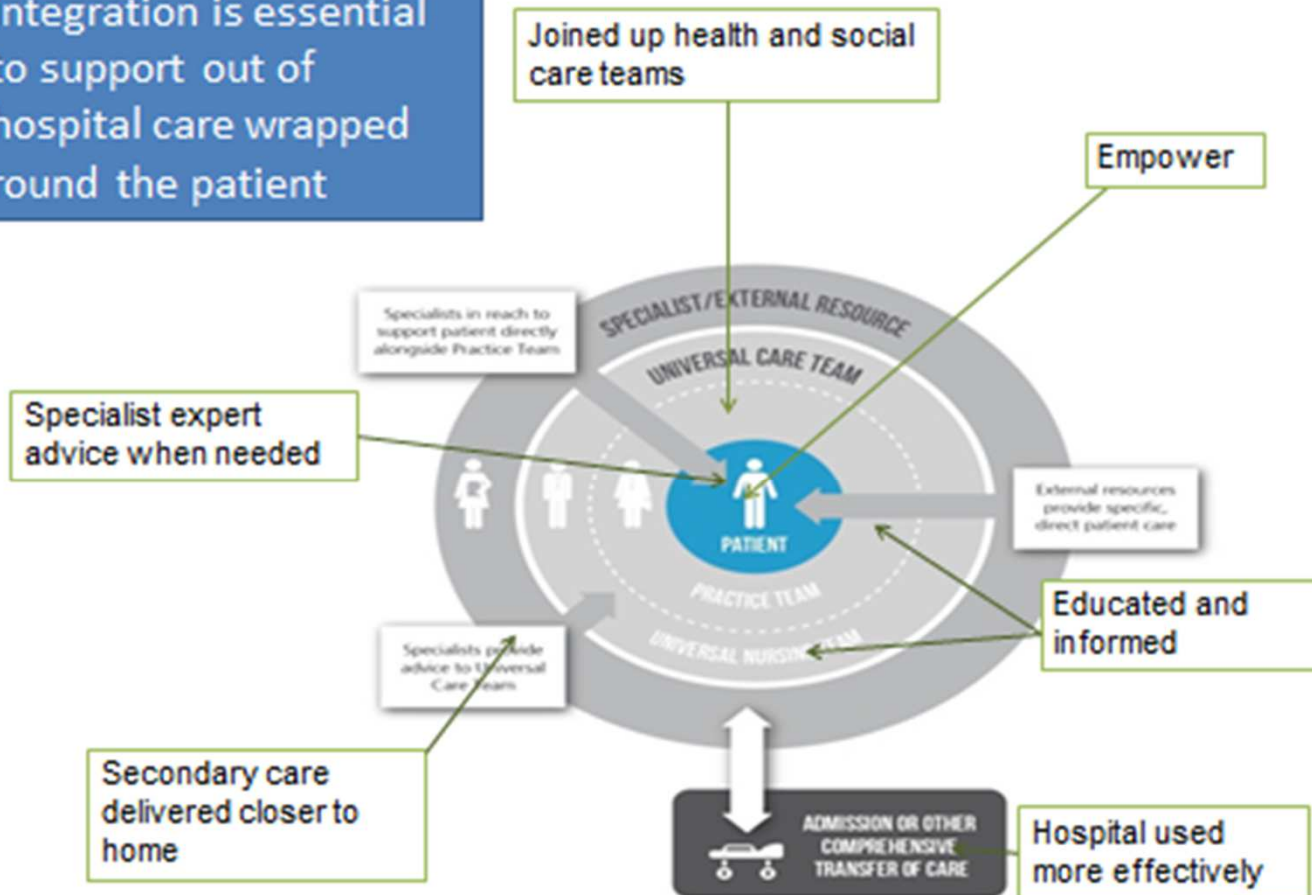 ntegration is essential
to support out of
hospital care wrapped
round the patient
Joined up health and social
care teams
Empower
Specialists in reach to
support patient directly
alongside Practice Team
SPECIALIST/EXTERNAL RESOURCE
UNIVERSAL CARE TEAM
Specialist expert
advice when needed
External resources
provide specific,
direct patient care
PATIENT
PRACTICE TEAM
UNIVERSAL NURSING TEAM
Educated and
informed
Specialists provide
advice to Universal
Care Team
Secondary care
delivered closer to
home
ADMISSION OR OTHER
COMPREHENSIVE
TRANSFER OF CARE
Hospital used
more effectively